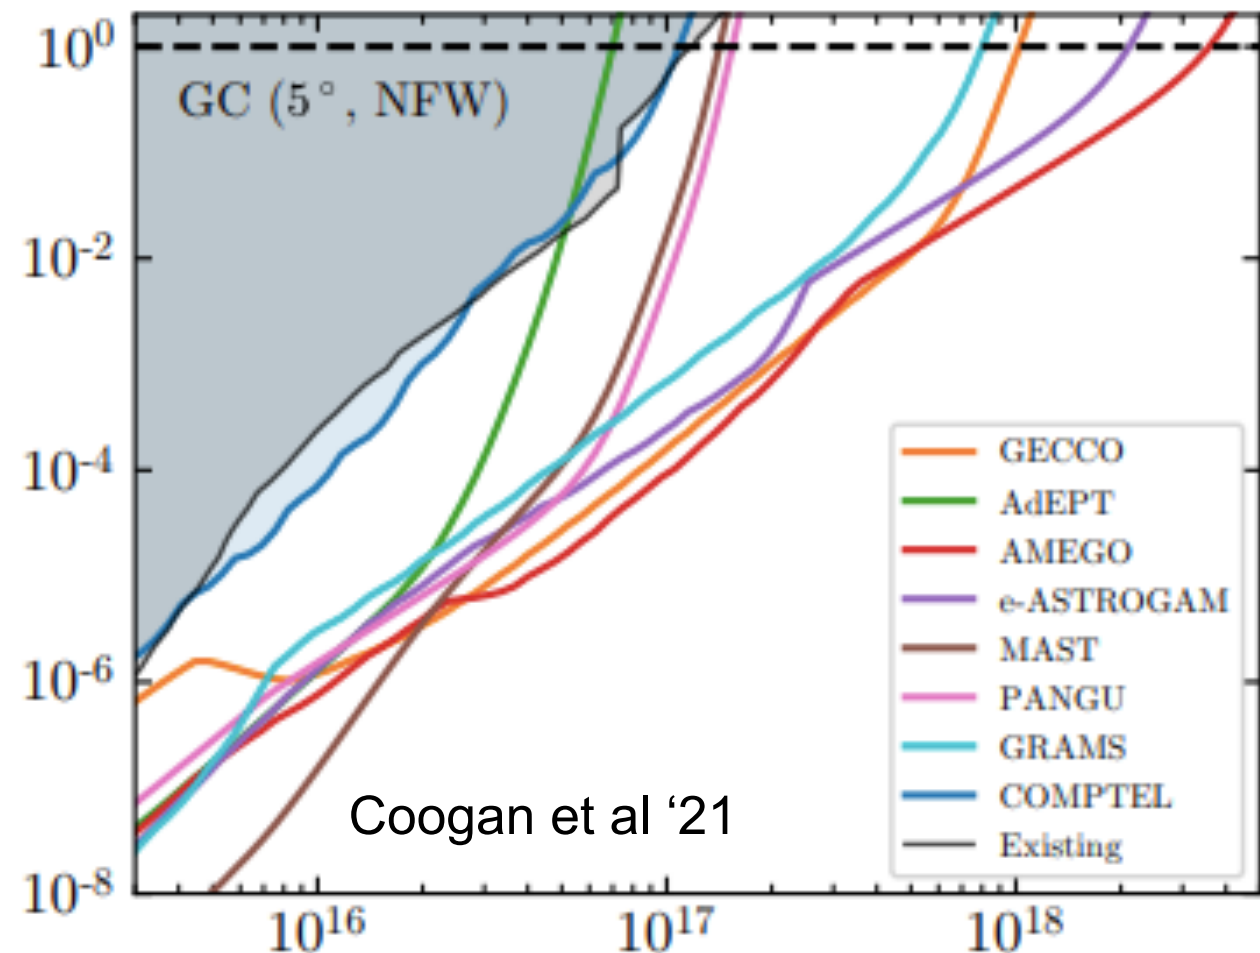 10^0
GC (5°, NFW)
10^-2
10^-4
10^-6
10^-8
GECCO
AdEPT
AMEGO
e-ASTROGAM
MAST
PANGU
GRAMS
COMPTEL
Existing
Coogan et al ‘21
10^16
10^17
10^18